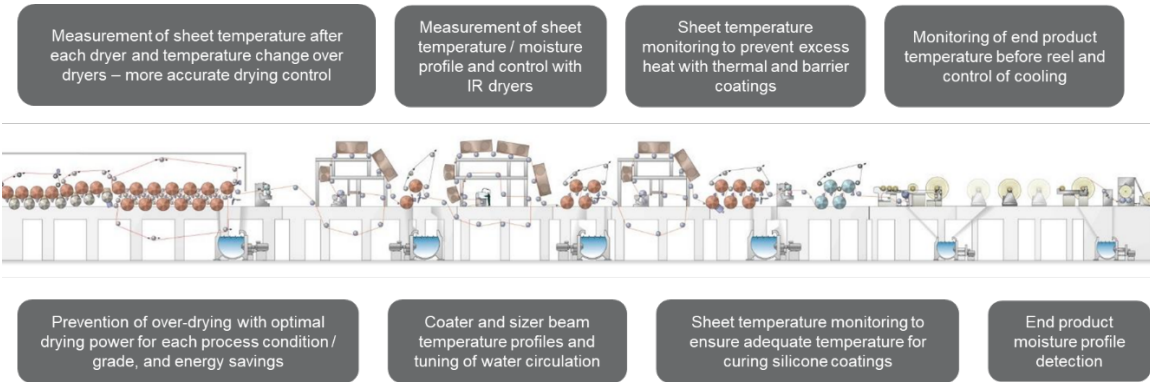 Measurement of sheet temperature after
each dryer and temperature change over
dryers – more accurate drying control
Measurement of sheet
temperature / moisture
profile and control with
IR dryers
Sheet temperature
monitoring to prevent excess
heat with thermal and barrier
coatings
Monitoring of end product
temperature before reel and
control of cooling
Prevention of over-drying with optimal
drying power for each process condition /
grade, and energy savings
Coater and sizer beam
temperature profiles and
tuning of water circulation
Sheet temperature monitoring to
ensure adequate temperature for
curing silicone coatings
End product
moisture profile
detection